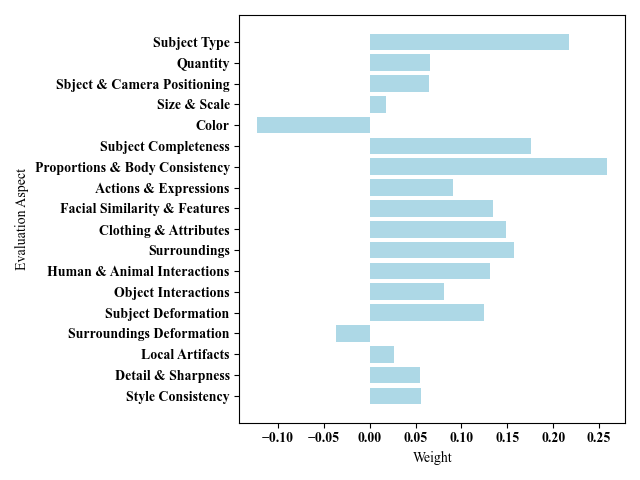 Subject Type
Quantity
Sbject & Camera Positioning
Size & Scale
Color
Subject Completeness
Proportions & Body Consistency
Actions & Expressions
Facial Similarity & Features
Clothing & Attributes
Surroundings
Human & Animal Interactions
Object Interactions
Subject Deformation
Surroundings Deformation
Local Artifacts
Detail & Sharpness
Style Consistency
Evaluation Aspect
−0.10 −0.05 0.00 0.05 0.10 0.15 0.20 0.25
Weight